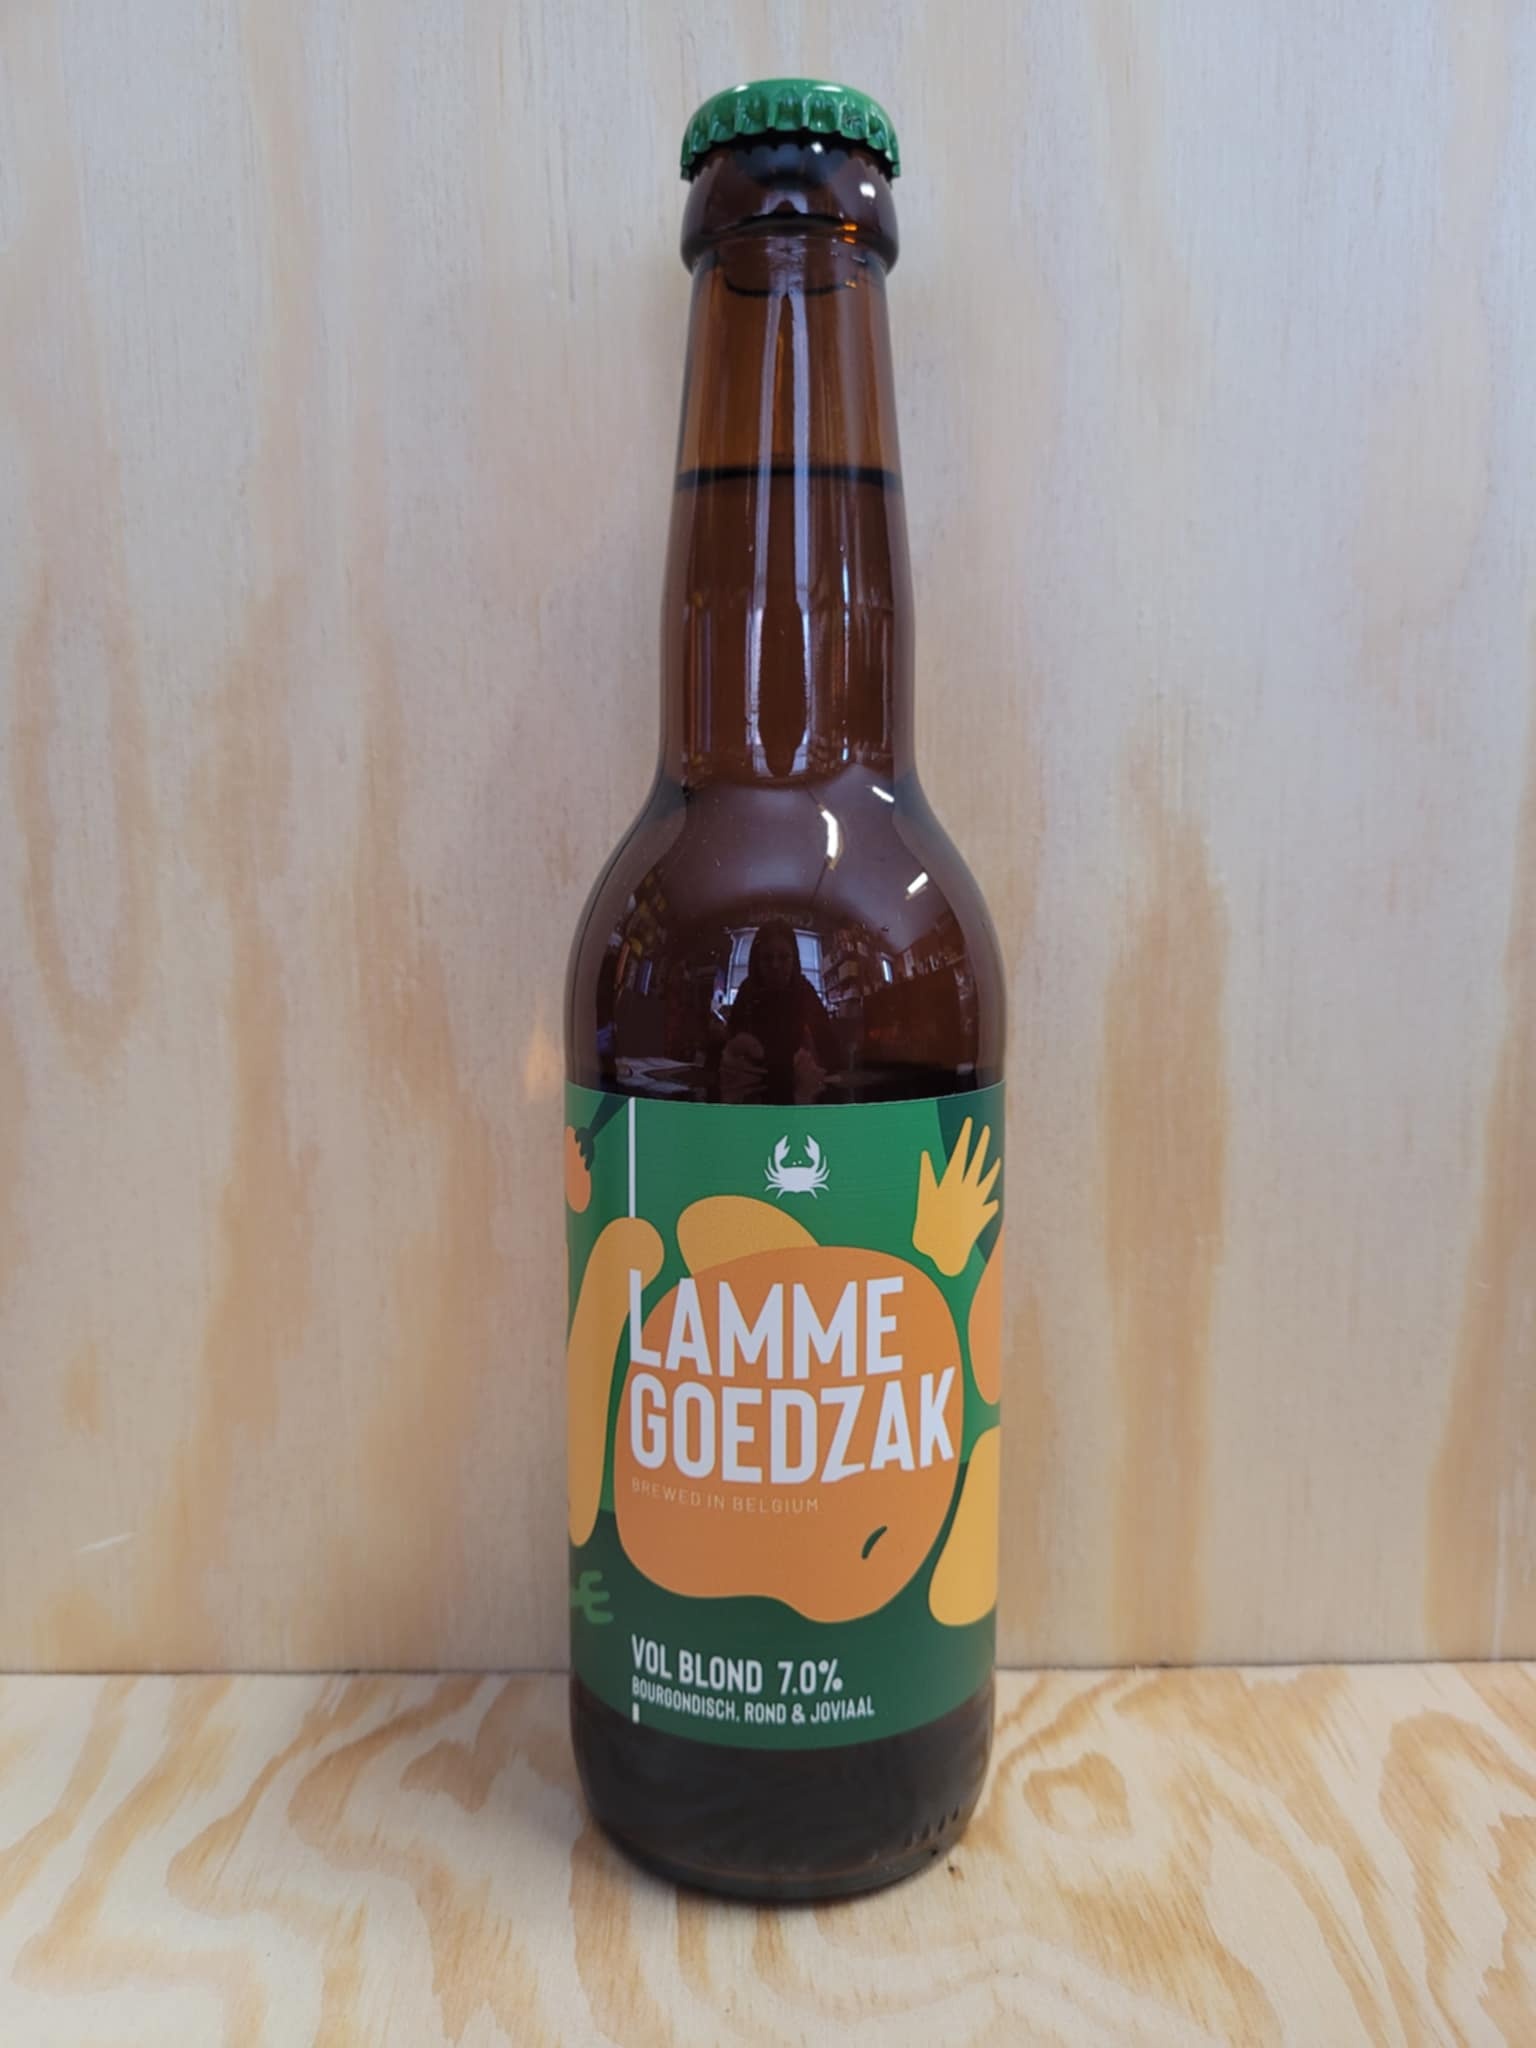 LAMME
GOEDZAK
BREWED IN BELGIUM
VOL BLOND 7.0%
BOURGONDISCH, ROND & JOVIAAL